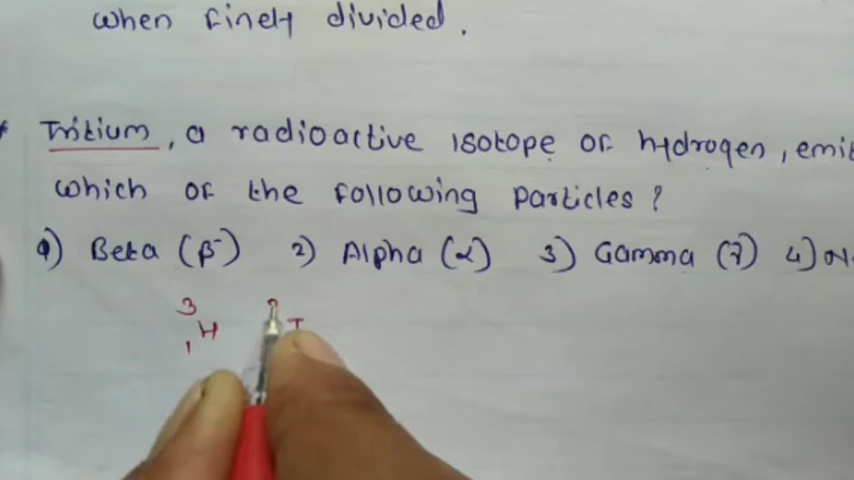 when finely divided.
* Tritium, a radioactive isotope of hydrogen, emit
which of the following particles?
1) Beta (β⁻) 2) Alpha (α) 3) Gamma (γ) 4)
³₁H T